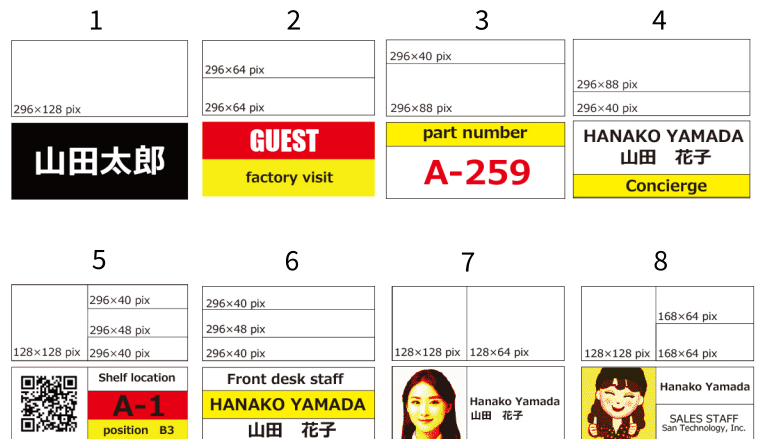 1
2
3
4
296×128 pix
296×64 pix
296×64 pix
296×40 pix
296×88 pix
296×88 pix
296×40 pix
山田太郎
GUEST
factory visit
part number
A-259
HANAKO YAMADA
山田　花子
Concierge
5
6
7
8
128×128 pix
296×40 pix
296×48 pix
296×40 pix
296×40 pix
296×48 pix
296×40 pix
128×128 pix
128×64 pix
128×128 pix
168×64 pix
168×64 pix
Shelf location
A-1
position B3
Front desk staff
HANAKO YAMADA
山田　花子
Hanako Yamada
山田　花子
Hanako Yamada
SALES STAFF
San Technology, Inc.